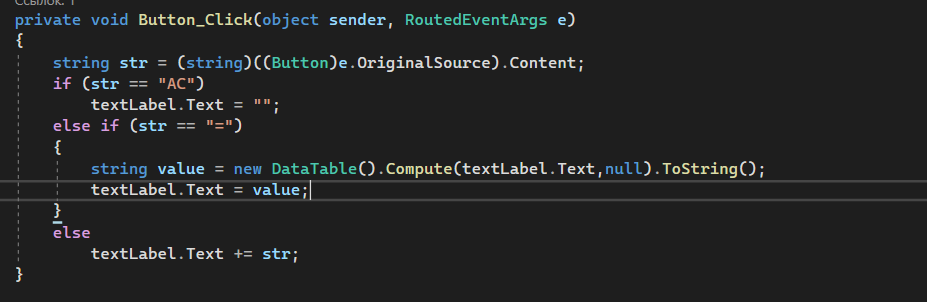 Ссылок: 1
private void Button_Click(object sender, RoutedEventArgs e)
{
string str = (string)((Button)e.OriginalSource).Content;
if (str == "AC")
textLabel.Text = "";
else if (str == "=")
{
string value = new DataTable().Compute(textLabel.Text,null).ToString();
textLabel.Text = value;
}
else
textLabel.Text += str;
}